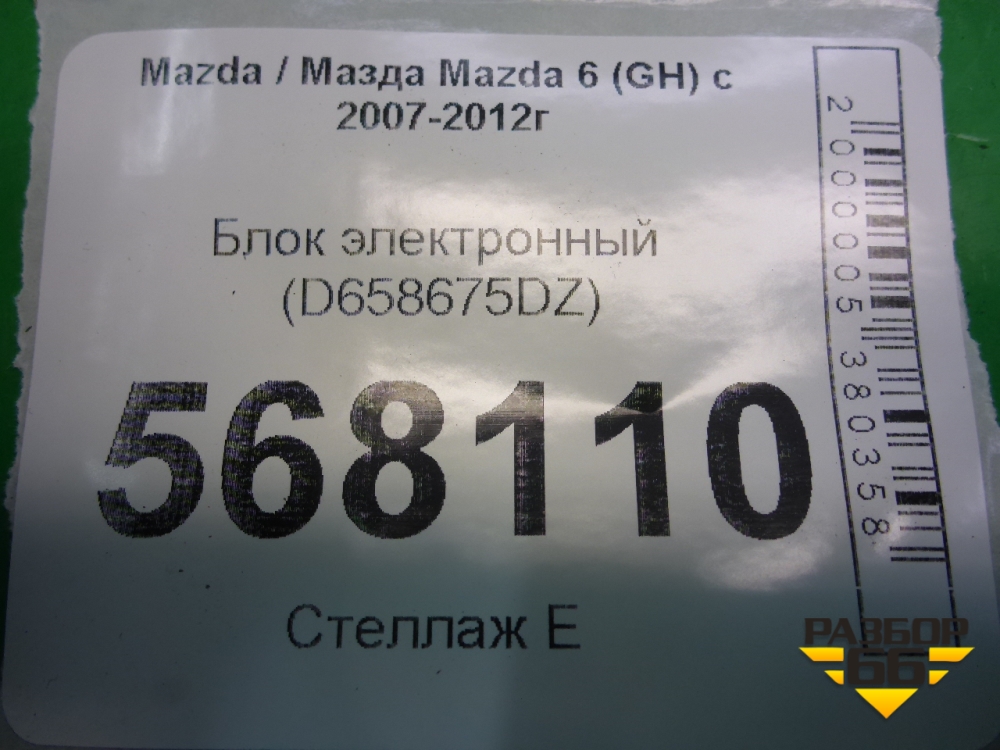 Mazda / Мазда Mazda 6 (GH) с
2007-2012г
Блок электронный
(D658675DZ)
568110
Стеллаж Е
2000005380358
РАЗБОР
66